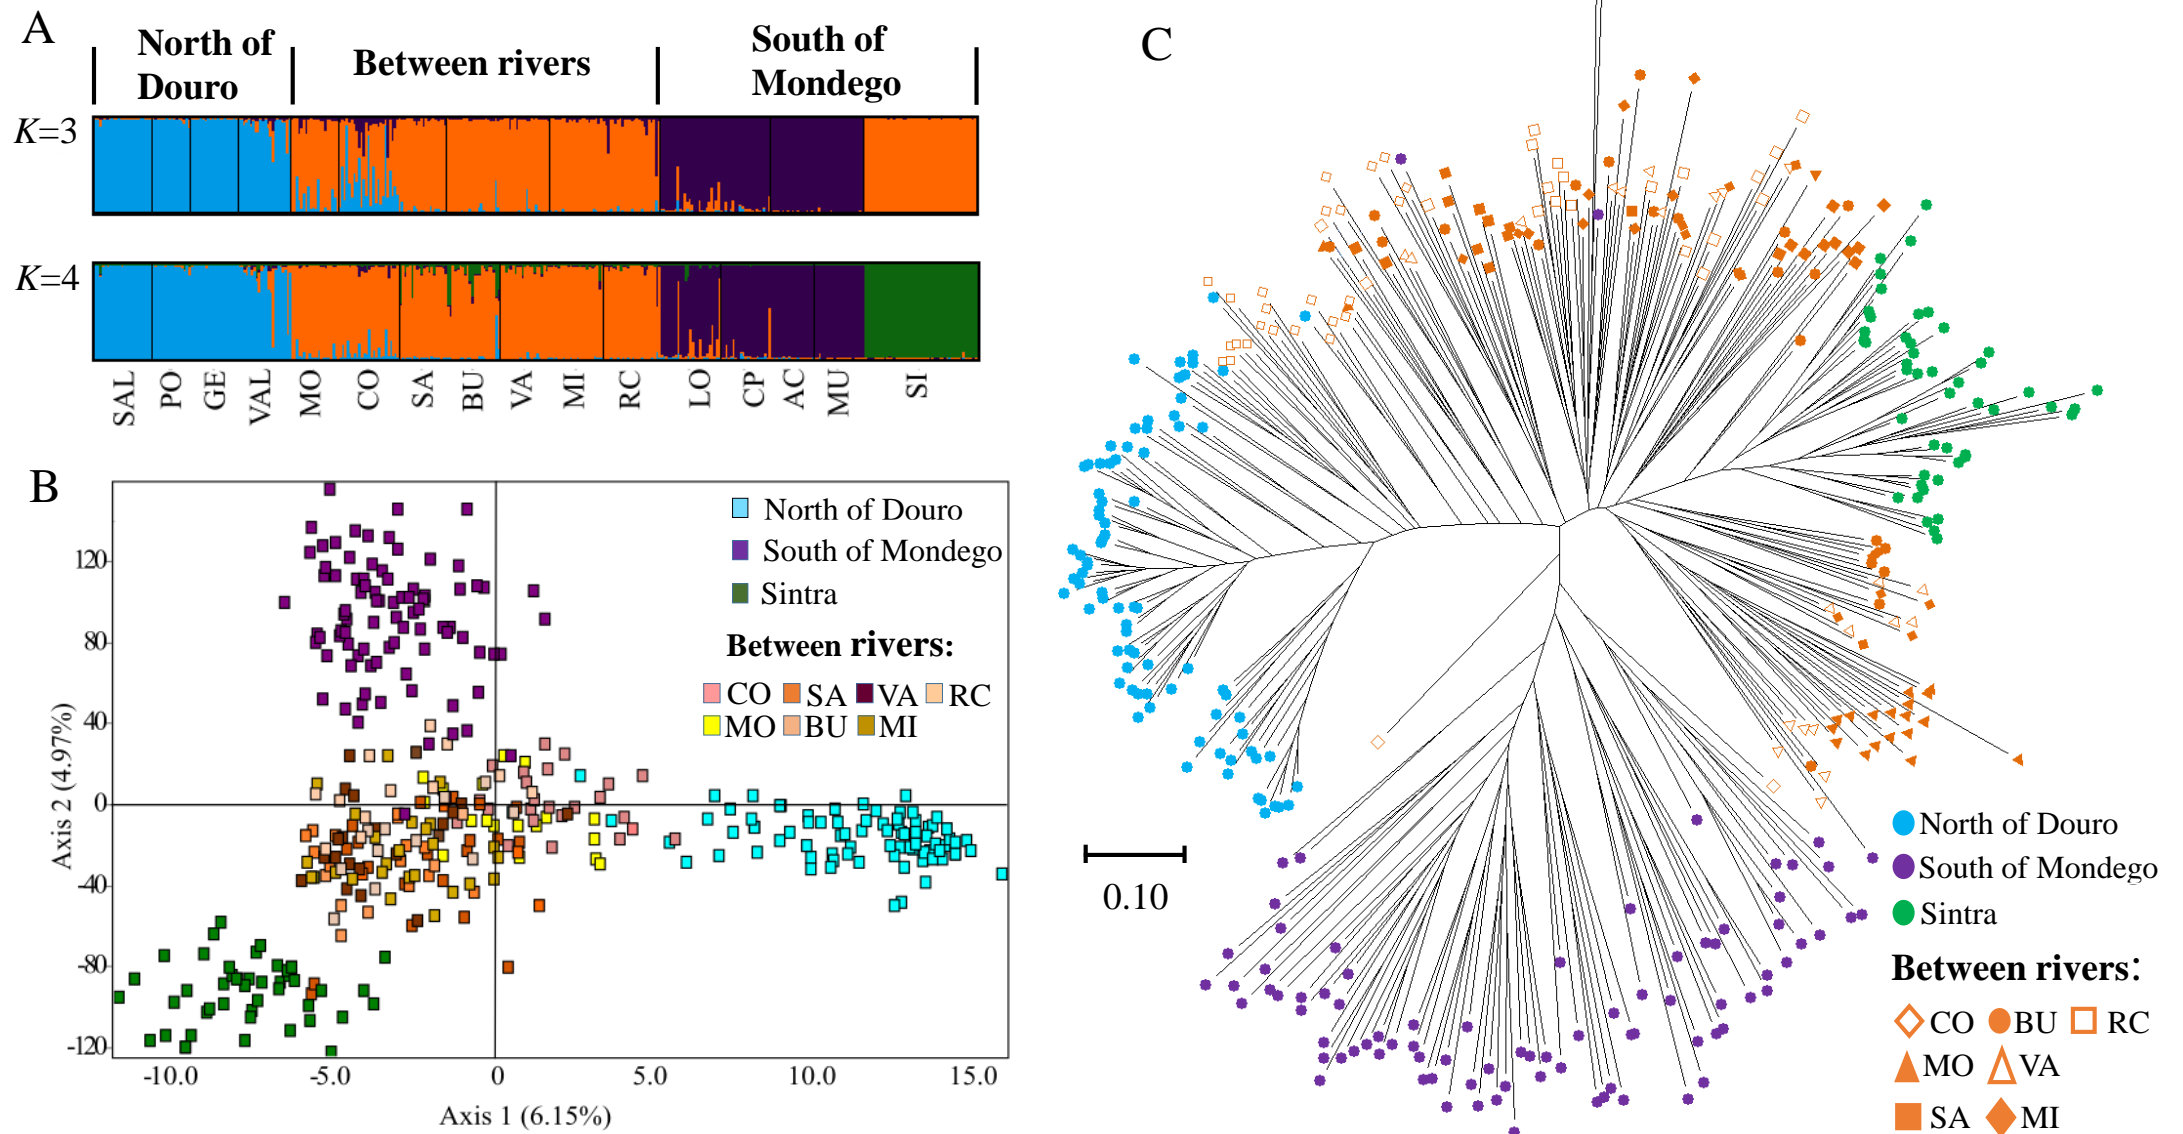 A
North of
Douro
Between rivers
South of
Mondego
K=3
K=4
SAL PO GE VAL MO CO SA BU VA MI RC LO CP AC MU SI
B
North of Douro
South of Mondego
Sintra
Between rivers:
CO SA VA RC
MO BU MI
120
80
40
0
-40
-80
-120
Axis 2 (4.97%)
-10.0 -5.0 0 5.0 10.0 15.0
Axis 1 (6.15%)
C
0.10
North of Douro
South of Mondego
Sintra
Between rivers:
CO BU RC
MO VA
SA MI